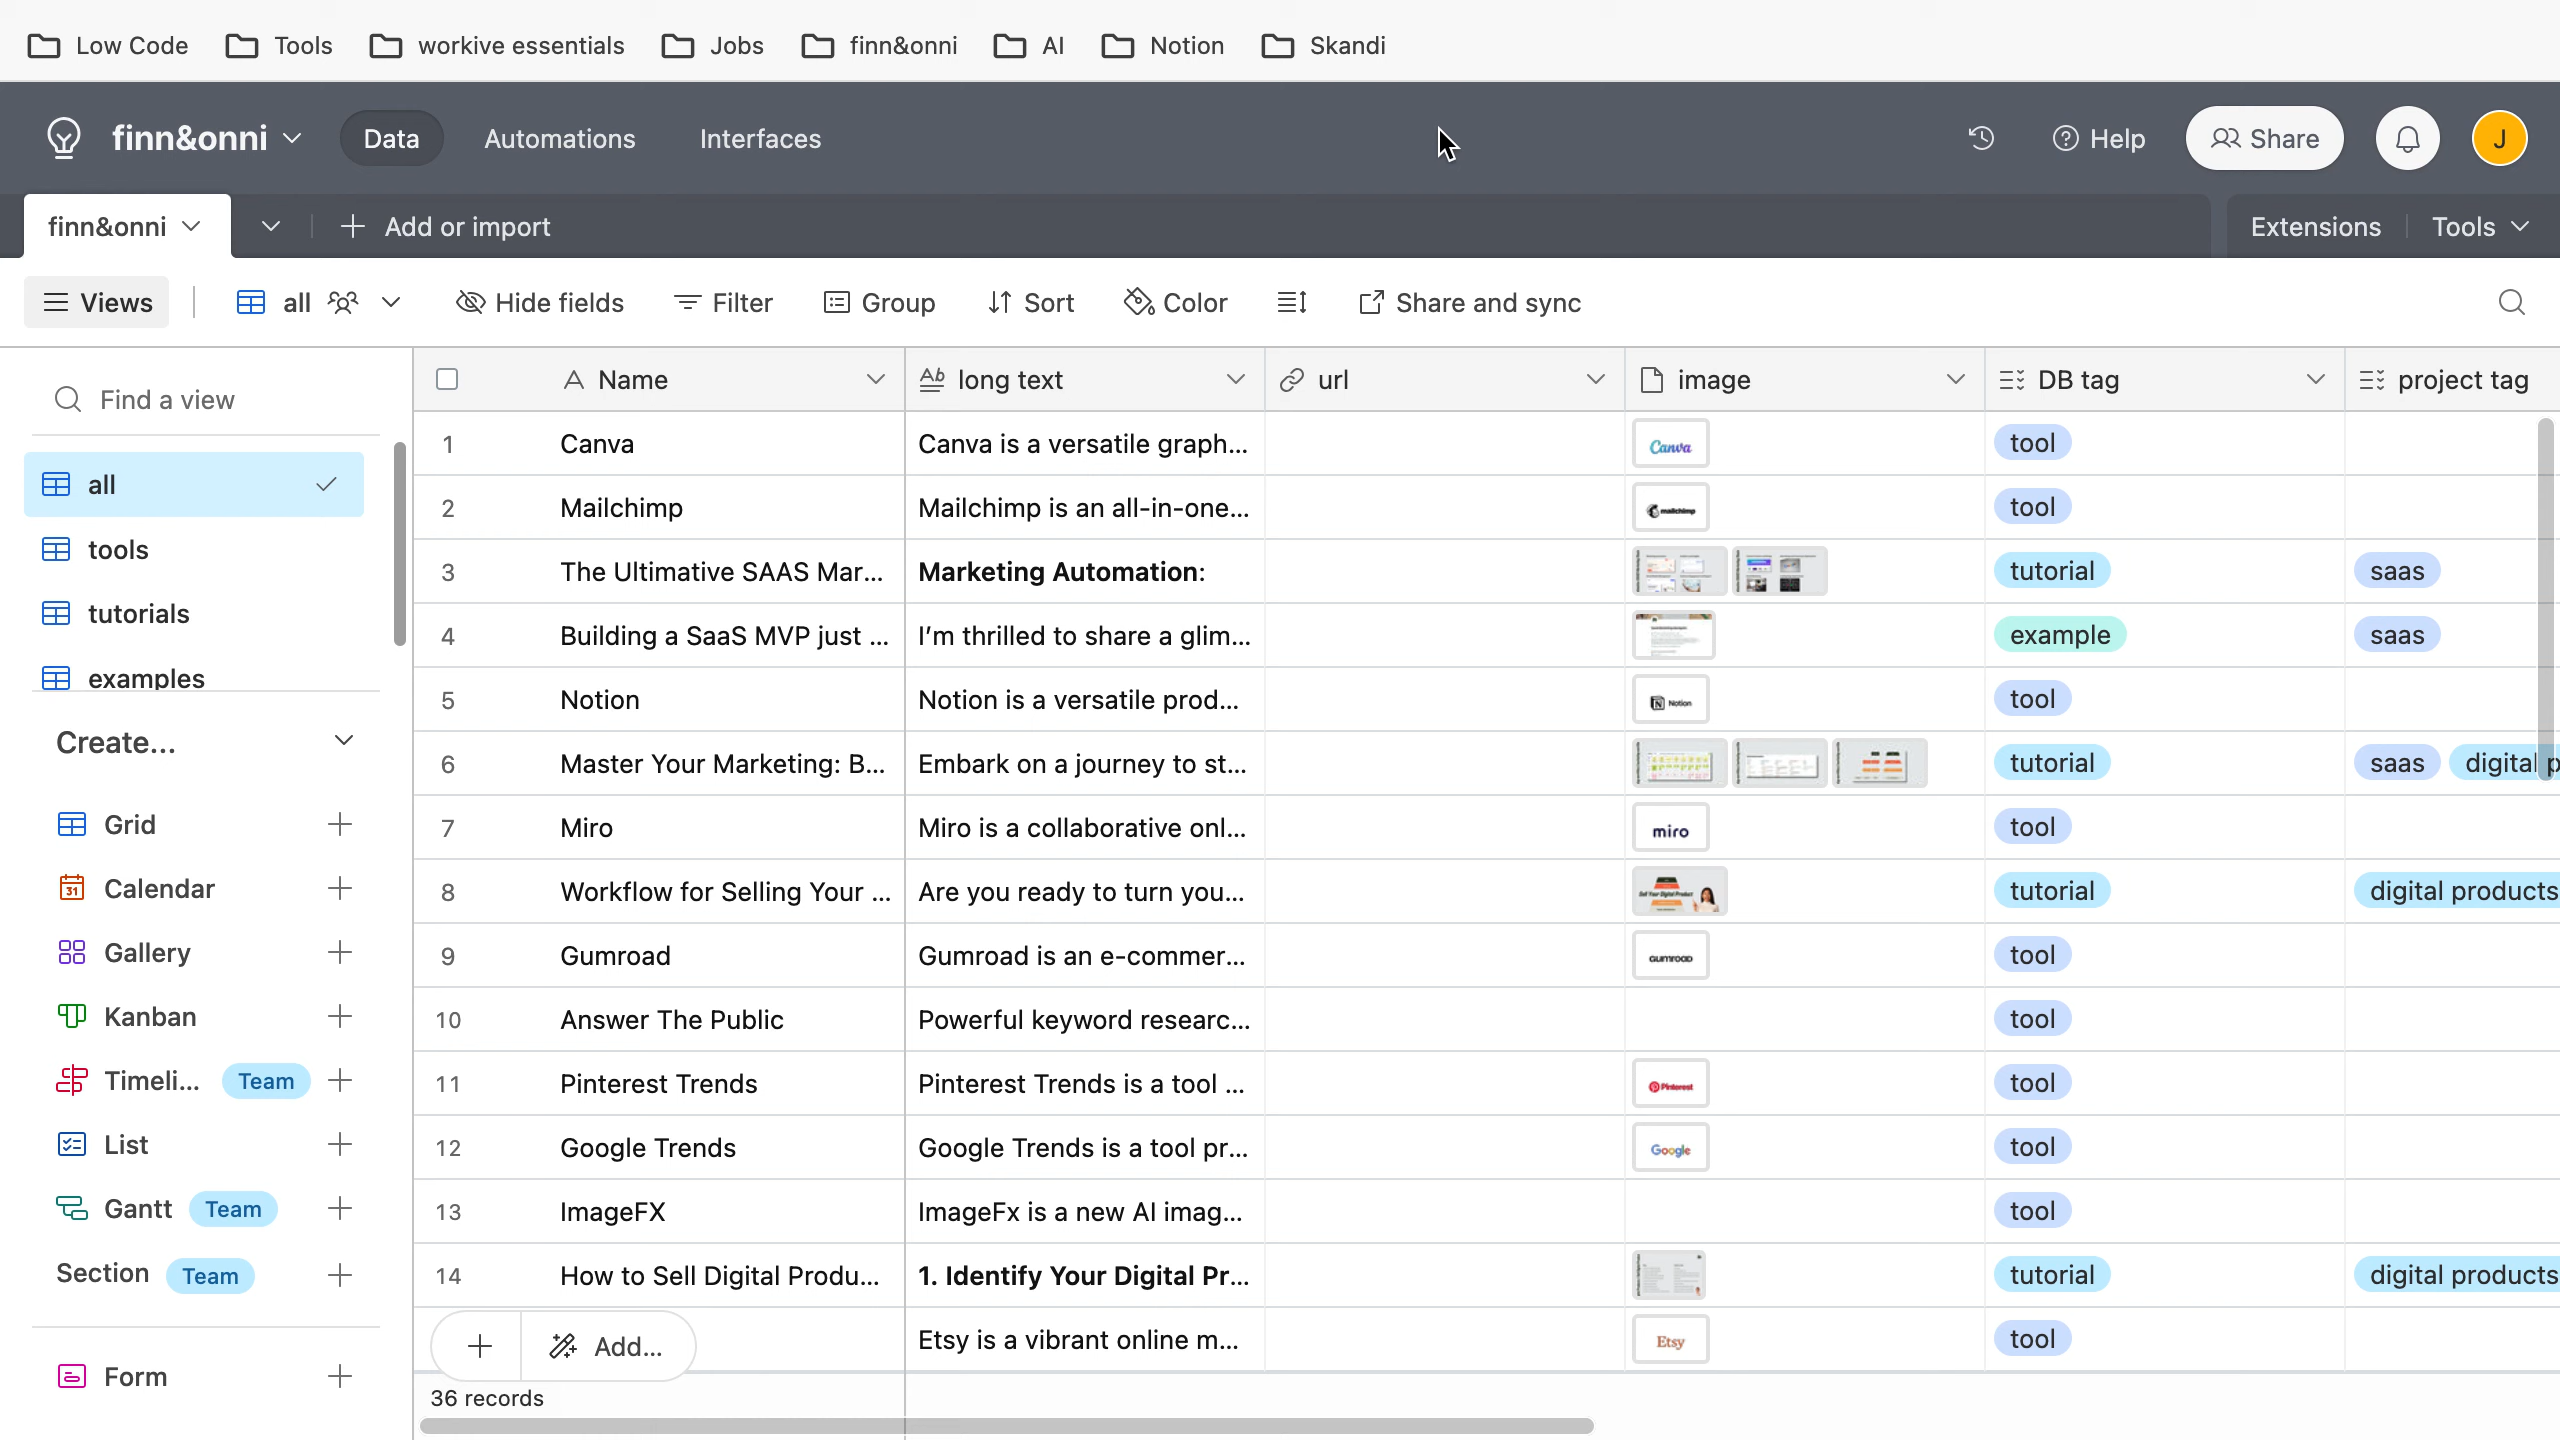 Low Code Tools workive essentials Jobs finn&onni AI Notion Skandi
finn&onni Data Automations Interfaces Help Share J
finn&onni Add or import Extensions Tools
Views all Hide fields Filter Group Sort Color Share and sync
Find a view
all
tools
tutorials
examples
Create...
Grid
31 Calendar
Gallery
Kanban
Timeli... Team
List
Gantt Team
Section Team
Form
Name long text url image DB tag project tag
1 Canva Canva is a versatile graph... Canva tool
2 Mailchimp Mailchimp is an all-in-one... mailchimp tool
3 The Ultimative SAAS Mar... Marketing Automation: tutorial saas
4 Building a SaaS MVP just ... I'm thrilled to share a glim... example saas
5 Notion Notion is a versatile prod... Notion tool
6 Master Your Marketing: B... Embark on a journey to st... tutorial saas digital p
7 Miro Miro is a collaborative onl... miro tool
8 Workflow for Selling Your ... Are you ready to turn you... Sell Your Digital Product tutorial digital products
9 Gumroad Gumroad is an e-commer... GUMROAD tool
10 Answer The Public Powerful keyword researc... tool
11 Pinterest Trends Pinterest Trends is a tool ... Pinterest tool
12 Google Trends Google Trends is a tool pr... Google tool
13 ImageFX ImageFx is a new AI imag... tool
14 How to Sell Digital Produ... 1. Identify Your Digital Pr... tutorial digital products
Add... Etsy is a vibrant online m... Etsy tool
36 records